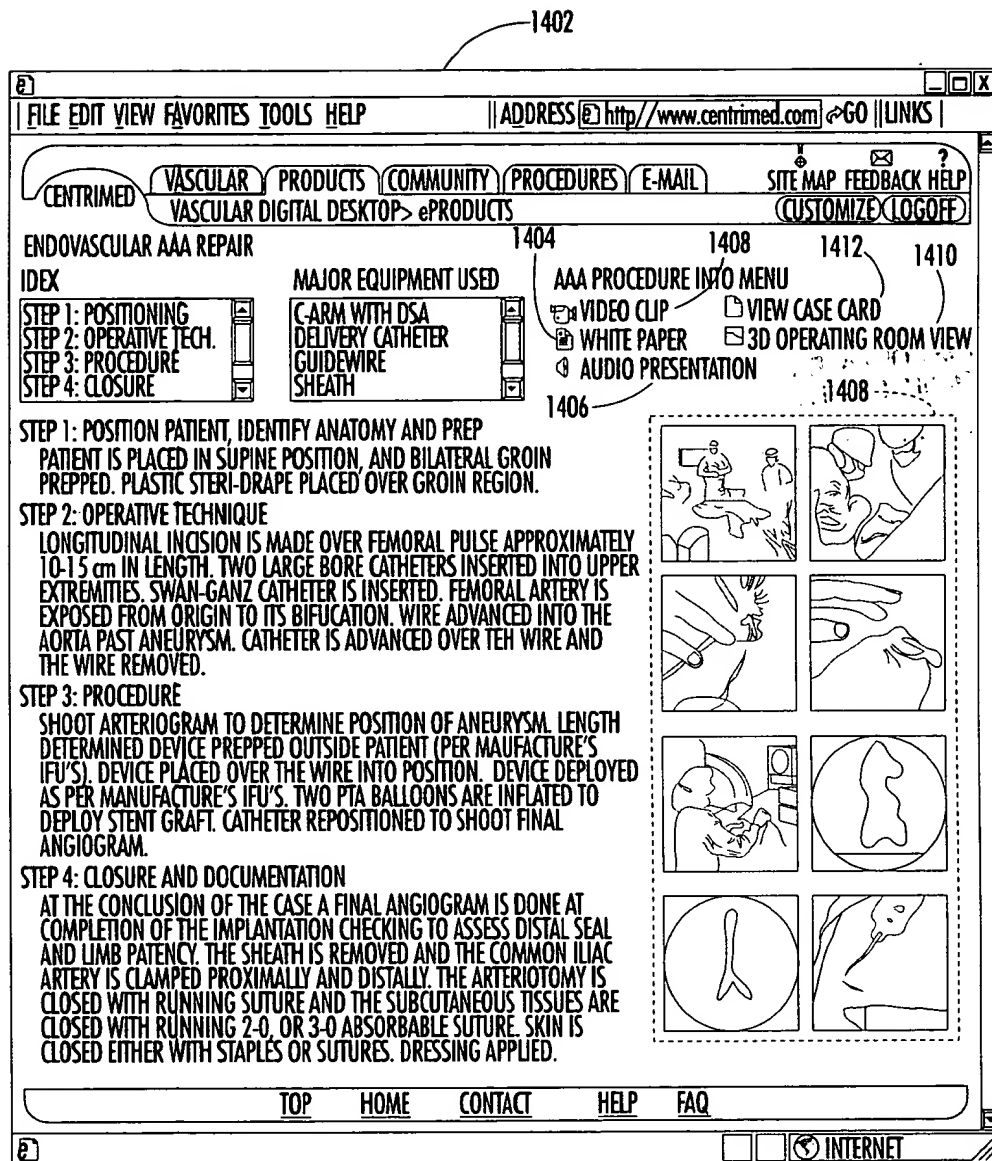 1402
FILE EDIT VIEW FAVORITES TOOLS HELP ADDRESS http//www.centrimed.com GO LINKS
CENTRIMED VASCULAR PRODUCTS COMMUNITY PROCEDURES E-MAIL SITE MAP FEEDBACK HELP
VASCULAR DIGITAL DESKTOP> ePRODUCTS CUSTOMIZE LOGOFF
ENDOVASCULAR AAA REPAIR
1404 1408 1412 1410
IDEX MAJOR EQUIPMENT USED AAA PROCEDURE INTO MENU
STEP 1: POSITIONING C-ARM WITH DSA VIDEO CLIP VIEW CASE CARD
STEP 2: OPERATIVE TECH. DELIVERY CATHETER WHITE PAPER 3D OPERATING ROOM VIEW
STEP 3: PROCEDURE GUIDEWIRE AUDIO PRESENTATION
STEP 4: CLOSURE SHEATH
1406 1408
STEP 1: POSITION PATIENT, IDENTIFY ANATOMY AND PREP
PATIENT IS PLACED IN SUPINE POSITION, AND BILATERAL GROIN
PREPPED. PLASTIC STERI-DRAPE PLACED OVER GROIN REGION.
STEP 2: OPERATIVE TECHNIQUE
LONGITUDINAL INCISION IS MADE OVER FEMORAL PULSE APPROXIMATELY
10-15 cm IN LENGTH. TWO LARGE BORE CATHETERS INSERTED INTO UPPER
EXTREMITIES. SWAN-GANZ CATHETER IS INSERTED. FEMORAL ARTERY IS
EXPOSED FROM ORIGIN TO ITS BIFUCATION. WIRE ADVANCED INTO THE
AORTA PAST ANEURYSM. CATHETER IS ADVANCED OVER TEH WIRE AND
THE WIRE REMOVED.
STEP 3: PROCEDURE
SHOOT ARTERIOGRAM TO DETERMINE POSITION OF ANEURYSM. LENGTH
DETERMINED DEVICE PREPPED OUTSIDE PATIENT (PER MAUFACTURE'S
IFU'S). DEVICE PLACED OVER THE WIRE INTO POSITION. DEVICE DEPLOYED
AS PER MANUFACTURE'S IFU'S. TWO PTA BALLOONS ARE INFLATED TO
DEPLOY STENT GRAFT. CATHETER REPOSITIONED TO SHOOT FINAL
ANGIOGRAM.
STEP 4: CLOSURE AND DOCUMENTATION
AT THE CONCLUSION OF THE CASE A FINAL ANGIOGRAM IS DONE AT
COMPLETION OF THE IMPLANTATION CHECKING TO ASSESS DISTAL SEAL
AND LIMB PATENCY. THE SHEATH IS REMOVED AND THE COMMON ILIAC
ARTERY IS CLAMPED PROXIMALLY AND DISTALLY. THE ARTERIOTOMY IS
CLOSED WITH RUNNING SUTURE AND THE SUBCUTANEOUS TISSUES ARE
CLOSED WITH RUNNING 2-0, OR 3-0 ABSORBABLE SUTURE. SKIN IS
CLOSED EITHER WITH STAPLES OR SUTURES. DRESSING APPLIED.
TOP HOME CONTACT HELP FAQ
INTERNET